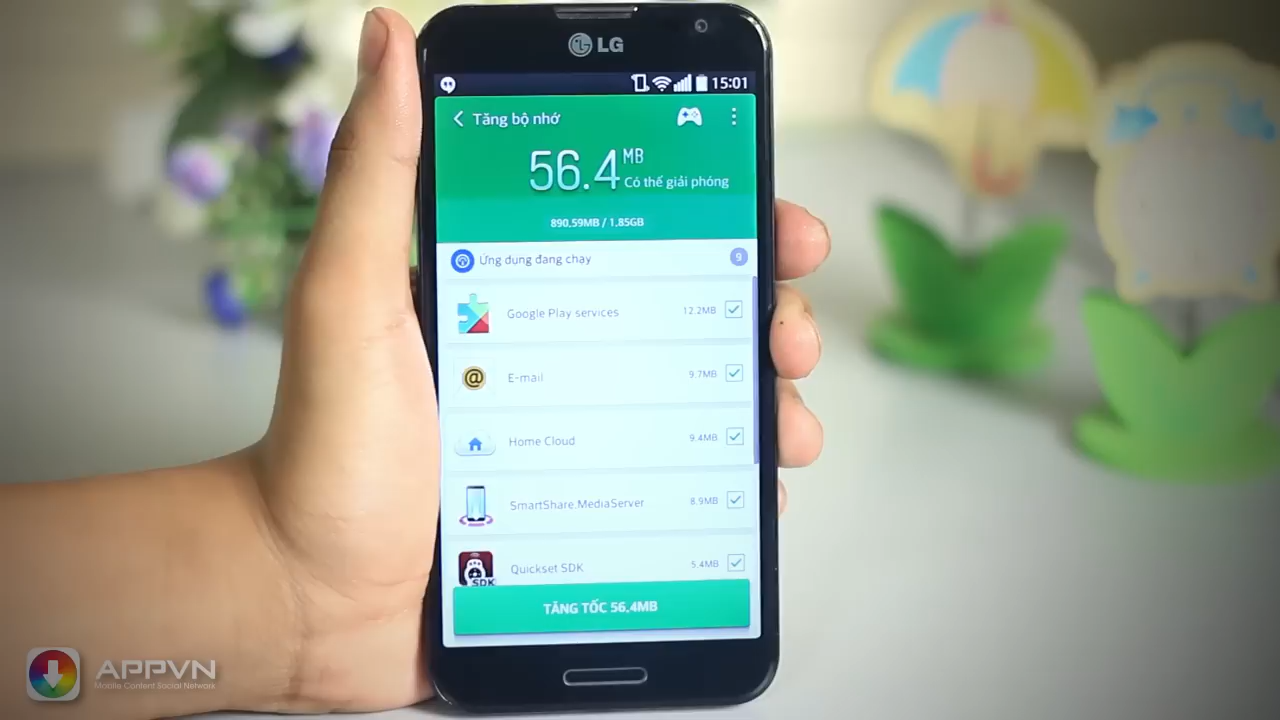 LG
15:01
Tăng bộ nhớ
56.4 MB
Có thể giải phóng
890,59MB / 1,85GB
Ứng dụng đang chạy 9
Google Play services 12.2MB
E-mail 9.7MB
Home Cloud 9.4MB
SmartShare.MediaServer 8.9MB
Quickset SDK 5.4MB
SDK
TĂNG TỐC 56,4MB
APPVN
Mobile Content Social Network